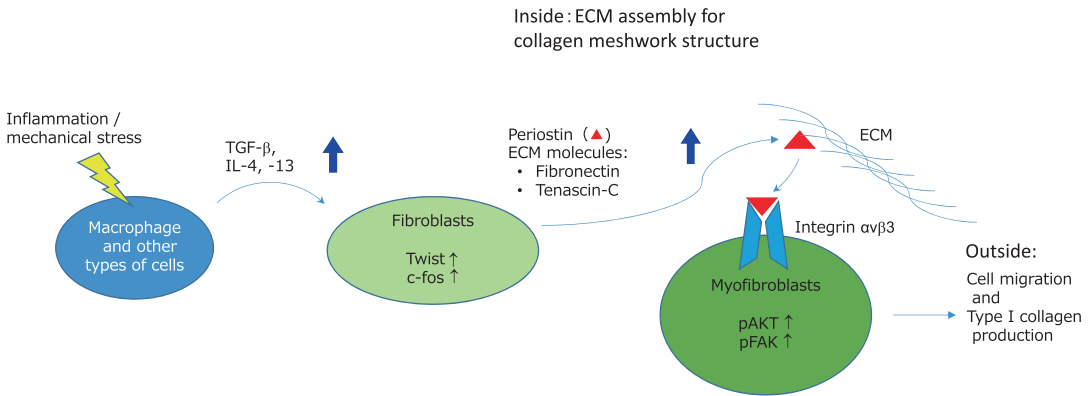 Inside : ECM assembly for
collagen meshwork structure
Inflammation /
mechanical stress
TGF-β,
IL-4, -13
Macrophage
and other
types of cells
Fibroblasts
Twist ↑
c-fos ↑
Periostin (▲)
ECM molecules:
• Fibronectin
• Tenascin-C
ECM
Integrin αvβ3
Myofibroblasts
pAKT ↑
pFAK ↑
Outside:
Cell migration
and
Type I collagen
production